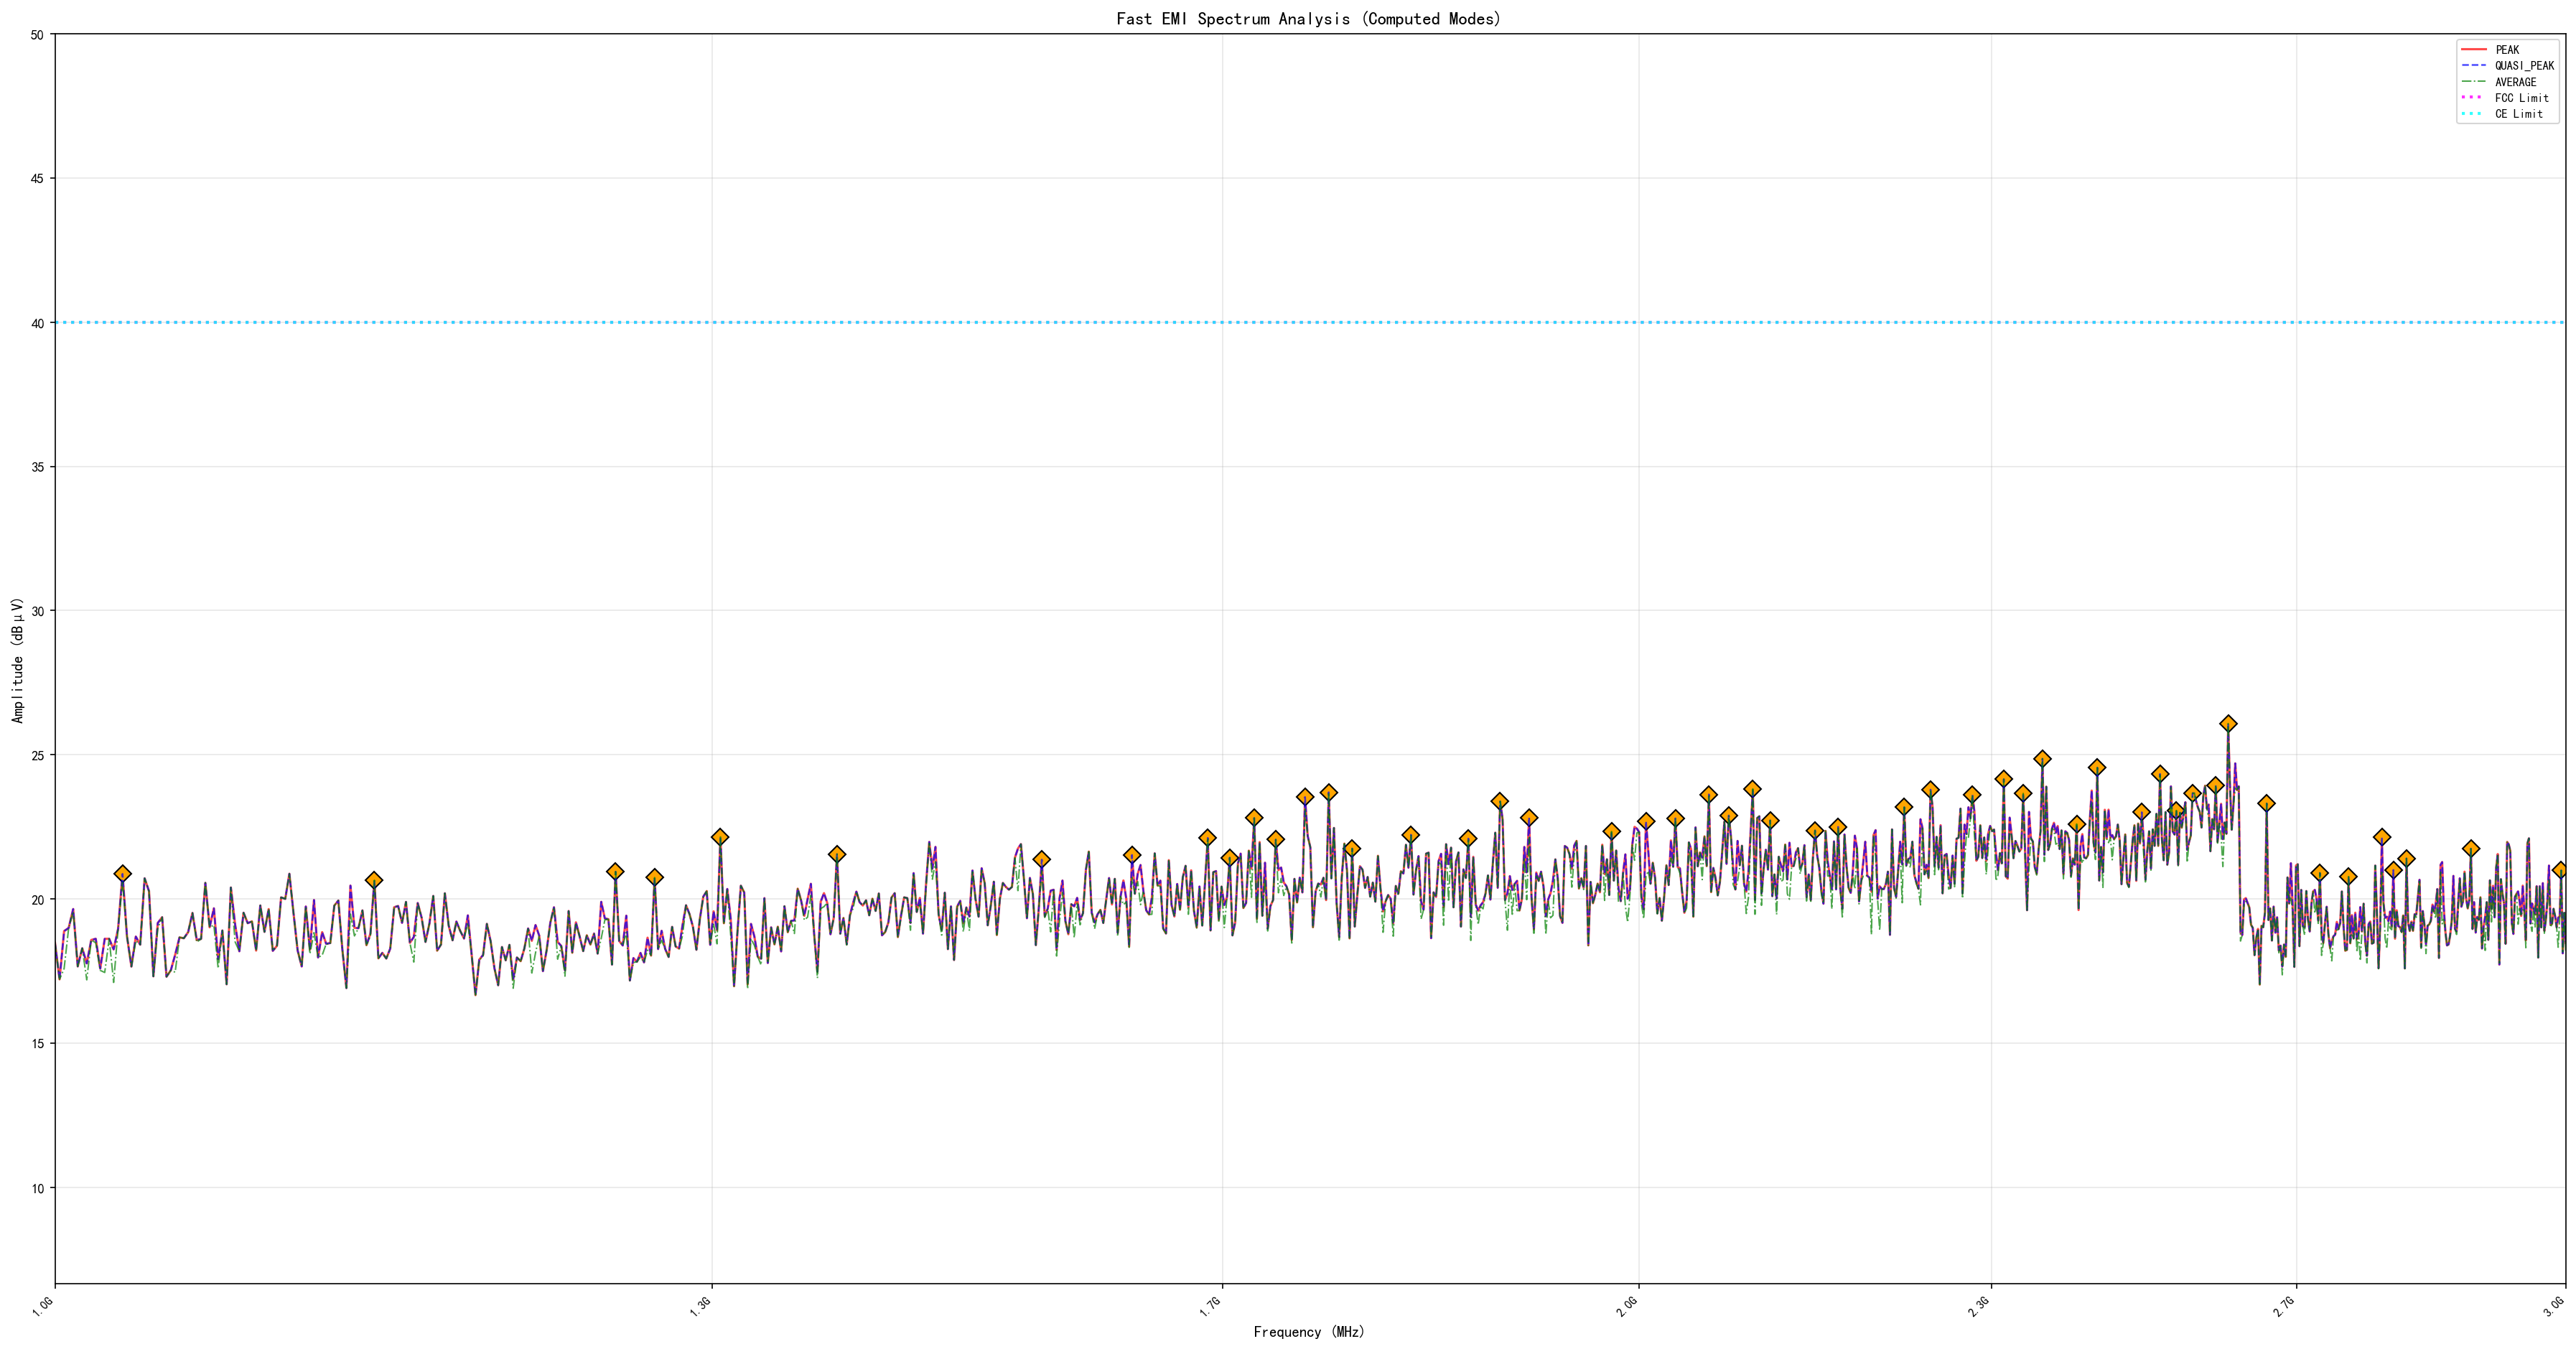 Fast EMI Spectrum Analysis (Computed Modes)
50
45
40
35
30
25
20
15
10
Amplitude (dBμV)
PEAK
QUASI_PEAK
AVERAGE
FCC Limit
CE Limit
1.0G
1.3G
1.7G
2.0G
2.3G
2.7G
3.0G
Frequency (MHz)